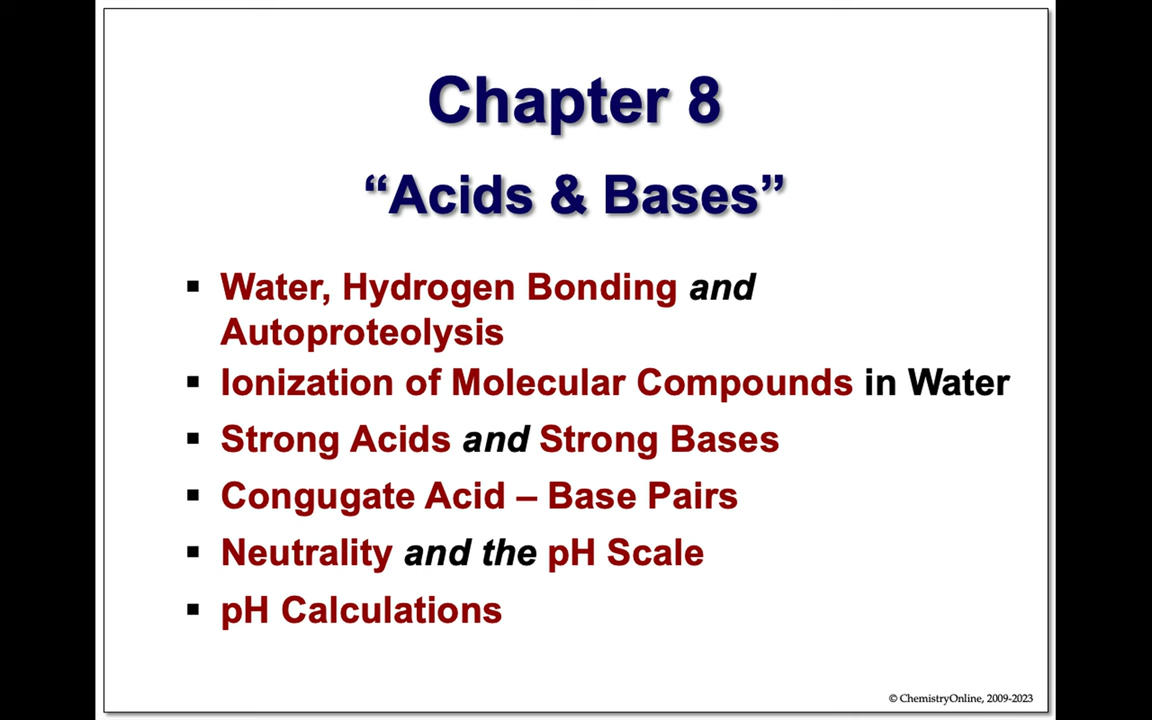 Chapter 8
“Acids & Bases”
▪ Water, Hydrogen Bonding and
Autoproteolysis
▪ Ionization of Molecular Compounds in Water
▪ Strong Acids and Strong Bases
▪ Congugate Acid – Base Pairs
▪ Neutrality and the pH Scale
▪ pH Calculations
© ChemistryOnline, 2009-2023